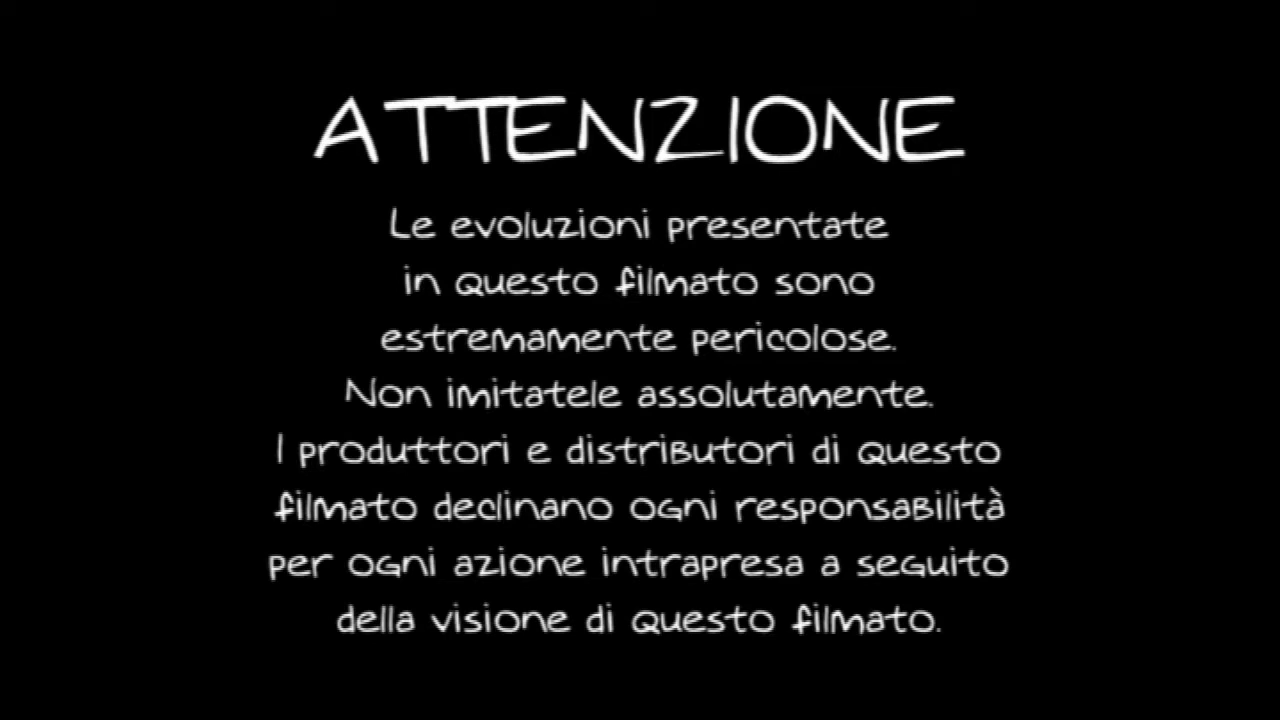 ATTENZIONE
Le evoluzioni presentate
in questo filmato sono
estremamente pericolose.
Non imitatele assolutamente.
I produttori e distributori di questo
filmato declinano ogni responsabilità
per ogni azione intrapresa a seguito
della visione di questo filmato.